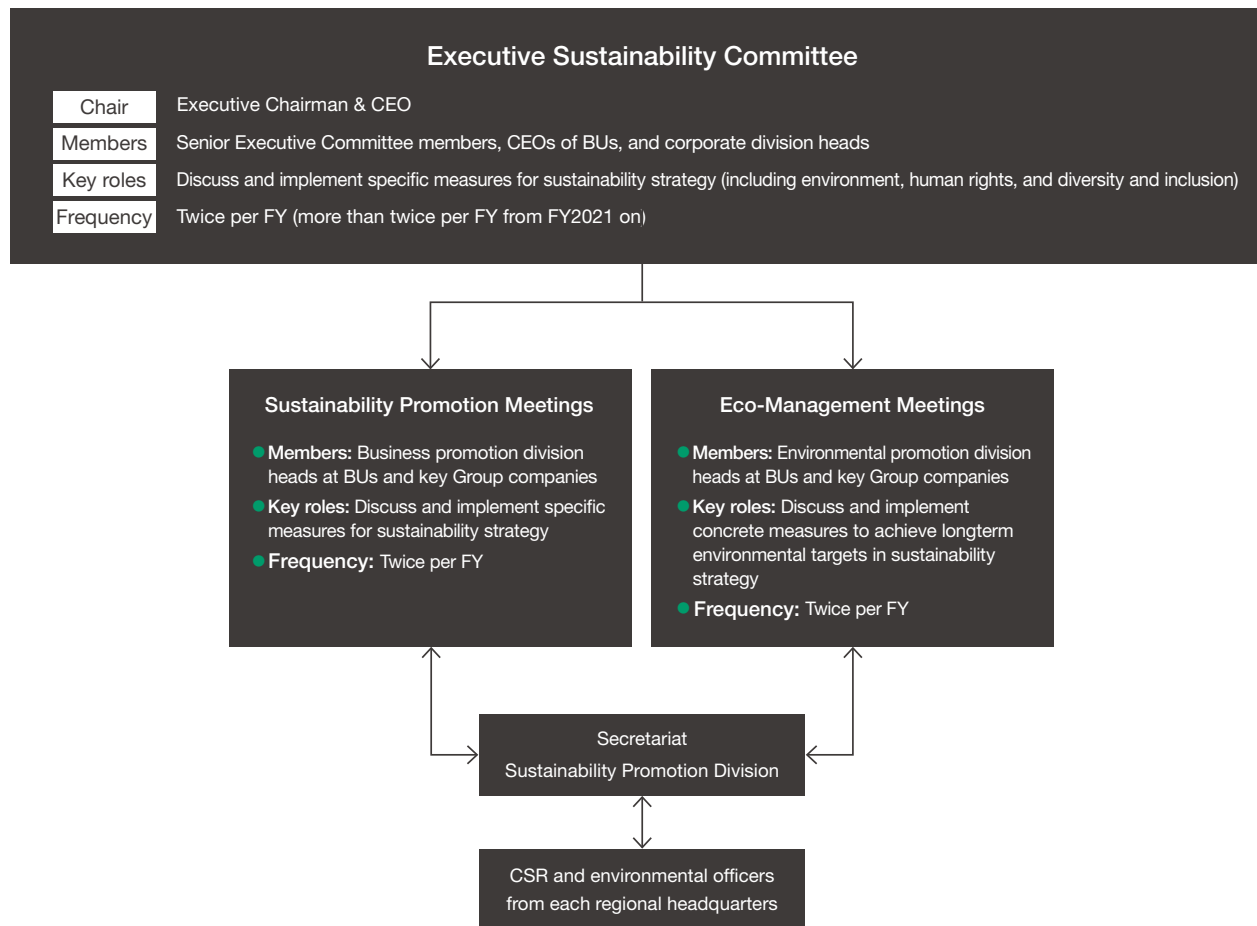 Executive Sustainability Committee
Chair Executive Chairman & CEO
Members Senior Executive Committee members, CEOs of BUs, and corporate division heads
Key roles Discuss and implement specific measures for sustainability strategy (including environment, human rights, and diversity and inclusion)
Frequency Twice per FY (more than twice per FY from FY2021 on)
Sustainability Promotion Meetings
Members: Business promotion division
heads at BUs and key Group companies
Key roles: Discuss and implement specific
measures for sustainability strategy
Frequency: Twice per FY
Eco-Management Meetings
Members: Environmental promotion division
heads at BUs and key Group companies
Key roles: Discuss and implement
concrete measures to achieve longterm
environmental targets in sustainability
strategy
Frequency: Twice per FY
Secretariat
Sustainability Promotion Division
CSR and environmental officers
from each regional headquarters